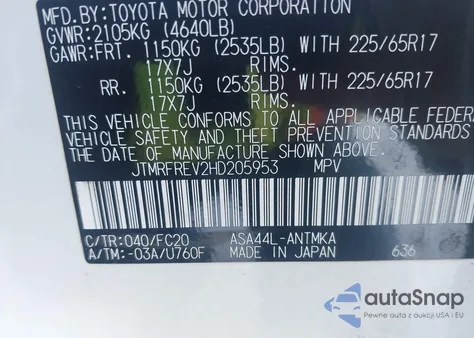 MFD.BY:TOYOTA MOTOR CORPORATION
GVWR:2105KG (4640LB)
GAWR:FRT. 1150KG (2535LB) WITH 225/65R17
17X7J RIMS.
RR. 1150KG (2535LB) WITH 225/65R17
17X7J RIMS.
THIS VEHICLE CONFORMS TO ALL APPLICABLE FEDERA
VEHICLE SAFETY AND THEFT PREVENTION STANDARDS
THE DATE OF MANUFACTURE SHOWN ABOVE.
JTMRFREV2HD205953 MPV
C/TR:040/FC20 ASA44L-ANTMKA
A/TM:-03A/U760F MADE IN JAPAN 636
autoSnap
Pewne auta z aukcji USA i EU